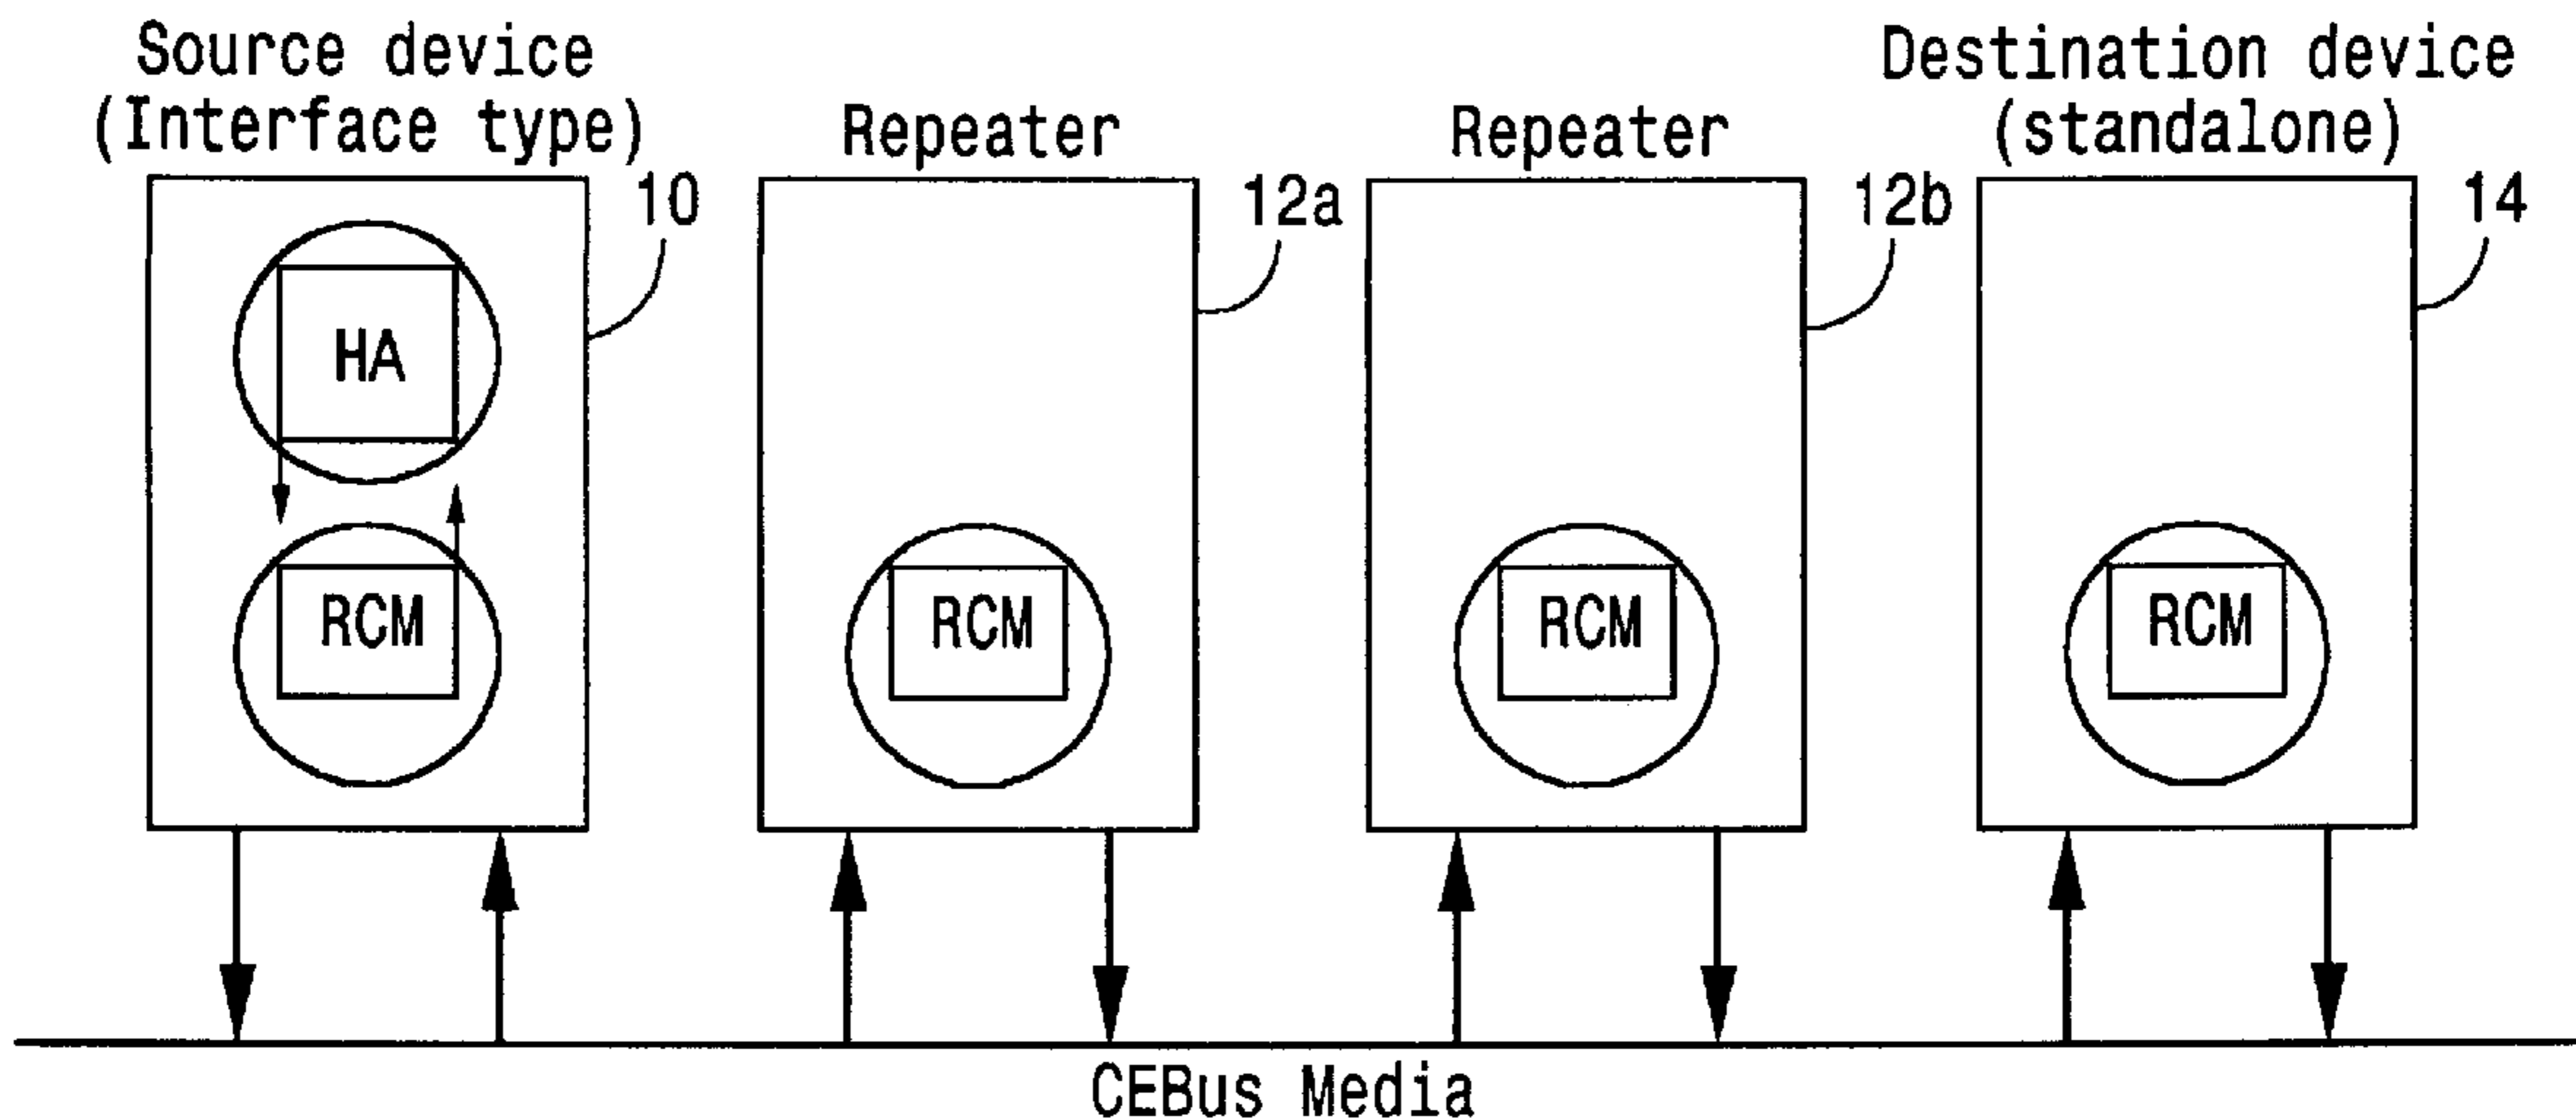 Source device
(Interface type)
Repeater
Repeater
Destination device
(standalone)
10
12a
12b
14
HA
RCM
RCM
RCM
RCM
CEBus Media